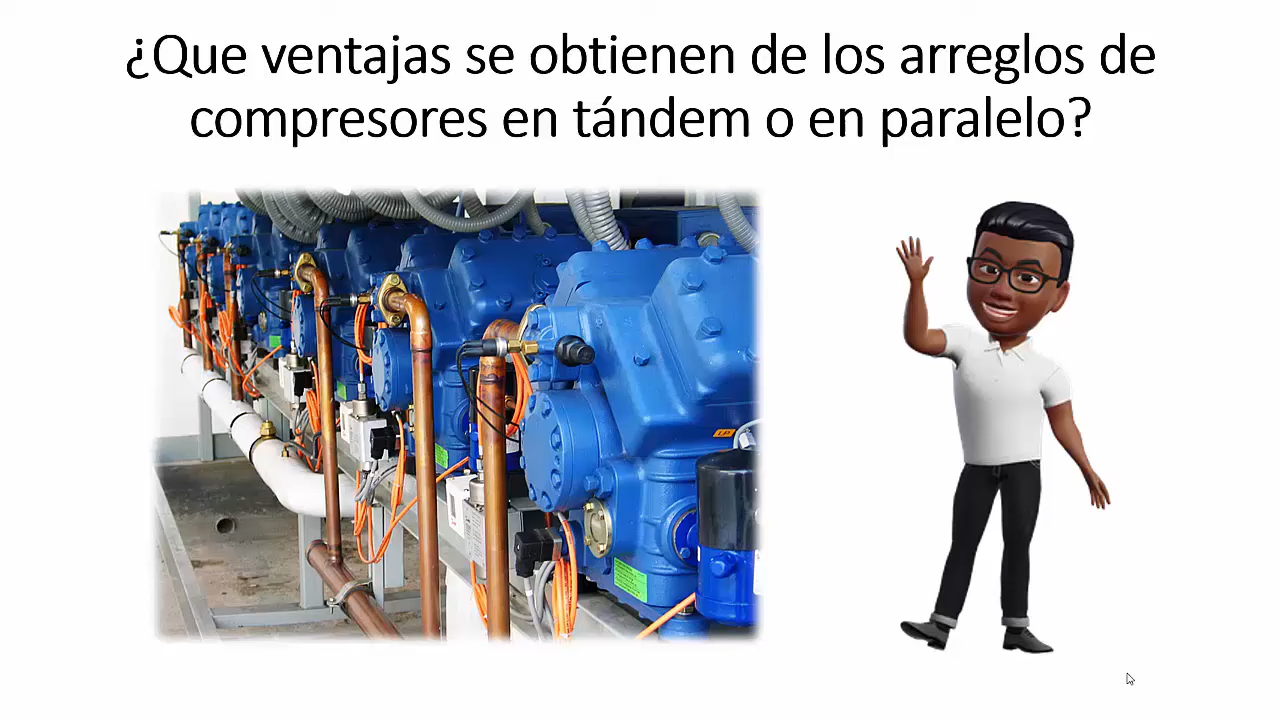 ¿Que ventajas se obtienen de los arreglos de
compresores en tándem o en paralelo?